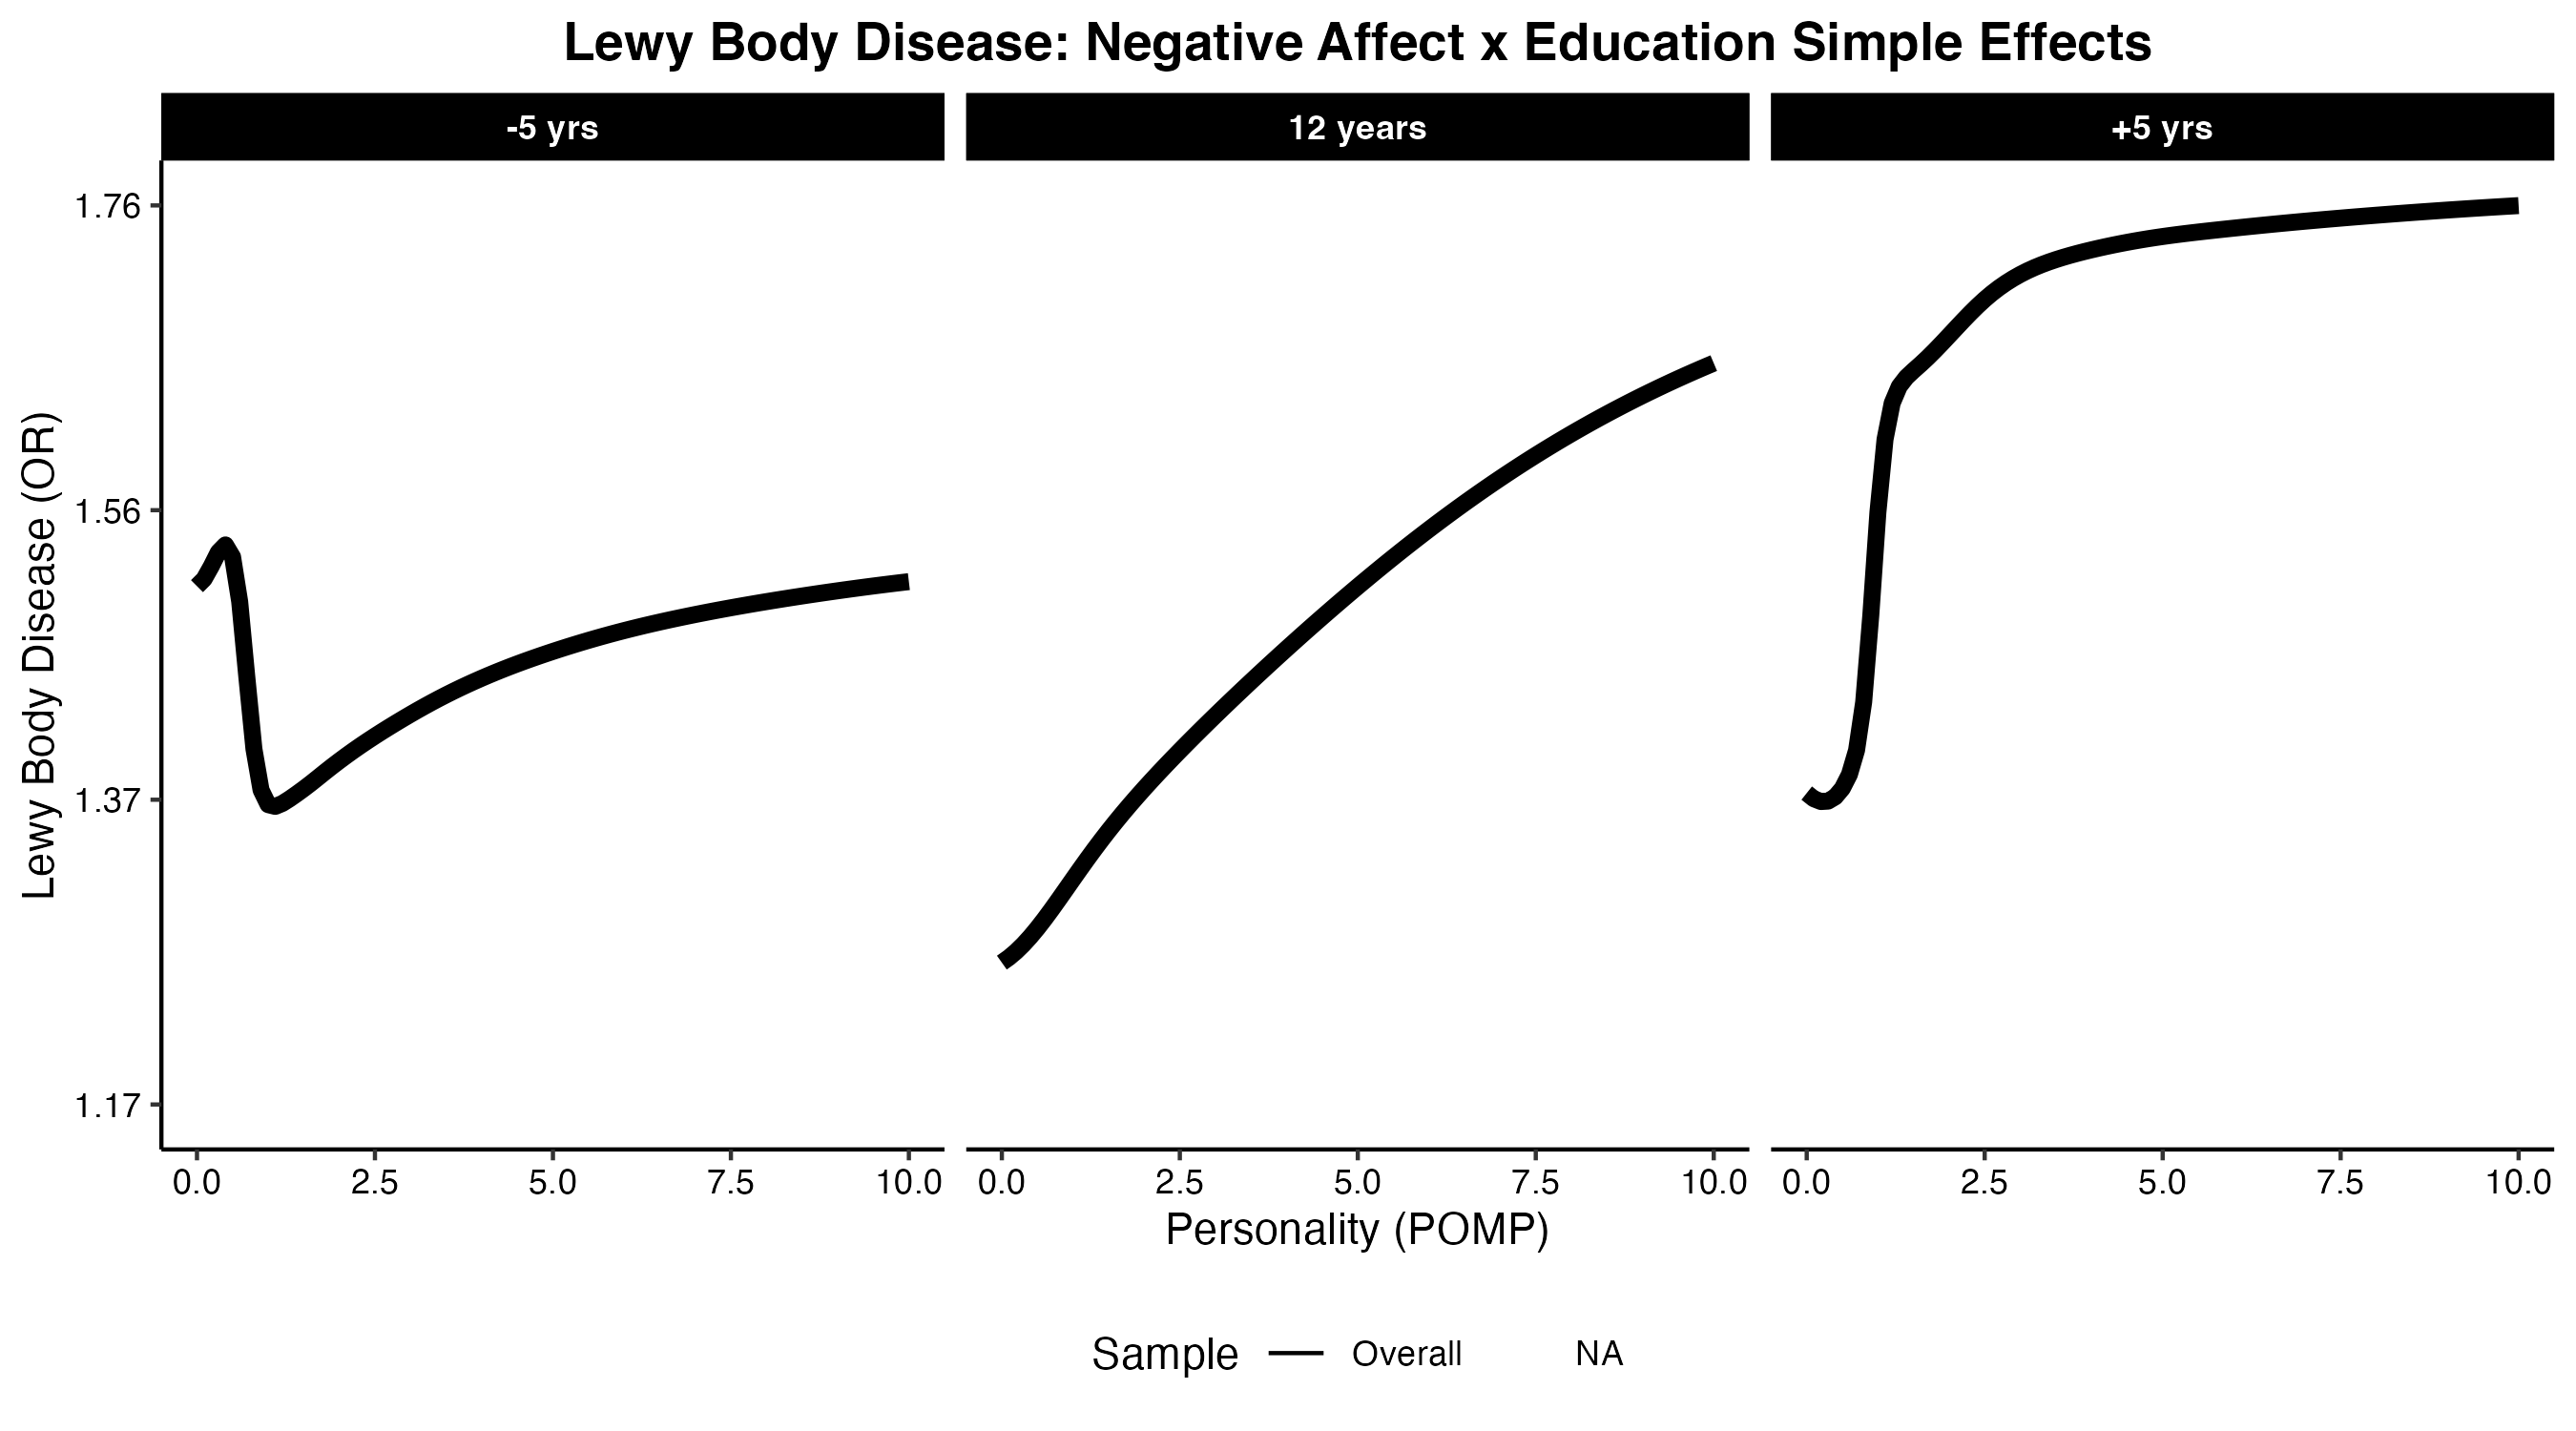 Lewy Body Disease: Negative Affect x Education Simple Effects
-5 yrs 12 years +5 yrs
Lewy Body Disease (OR)
1.76
1.56
1.37
1.17
0.0 2.5 5.0 7.5 10.0 0.0 2.5 5.0 7.5 10.0 0.0 2.5 5.0 7.5 10.0
Personality (POMP)
Sample Overall NA